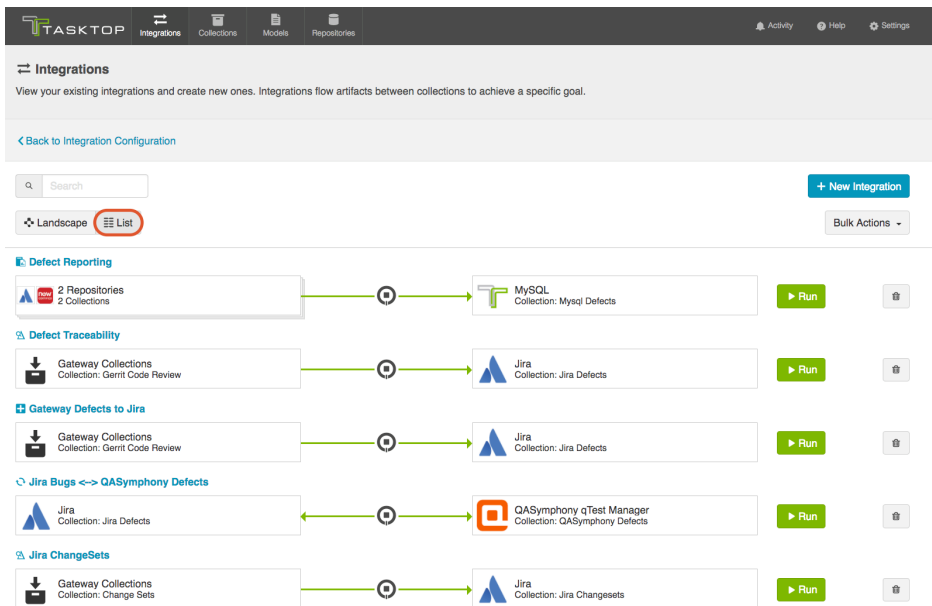 TASKTOP
Integrations
Collections
Models
Repositories
Activity
Help
Settings
Integrations
View your existing integrations and create new ones. Integrations flow artifacts between collections to achieve a specific goal.
Back to Integration Configuration
Search
+ New Integration
Landscape
List
Bulk Actions
Defect Reporting
now
2 Repositories
2 Collections
MySQL
Collection: Mysql Defects
Run
Defect Traceability
Gateway Collections
Collection: Gerrit Code Review
Jira
Collection: Jira Defects
Run
Gateway Defects to Jira
Gateway Collections
Collection: Gerrit Code Review
Jira
Collection: Jira Defects
Run
Jira Bugs <--> QASymphony Defects
Jira
Collection: Jira Defects
QASymphony qTest Manager
Collection: QASymphony Defects
Run
Jira ChangeSets
Gateway Collections
Collection: Change Sets
Jira
Collection: Jira Changesets
Run